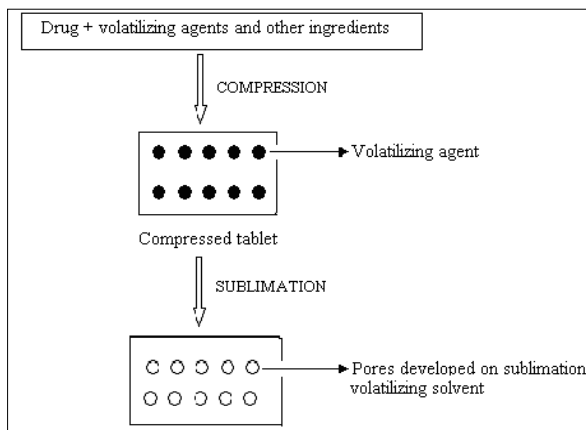 Drug + volatilizing agents and other ingredients
COMPRESSION
Volatilizing agent
Compressed tablet
SUBLIMATION
Pores developed on sublimation
volatilizing solvent